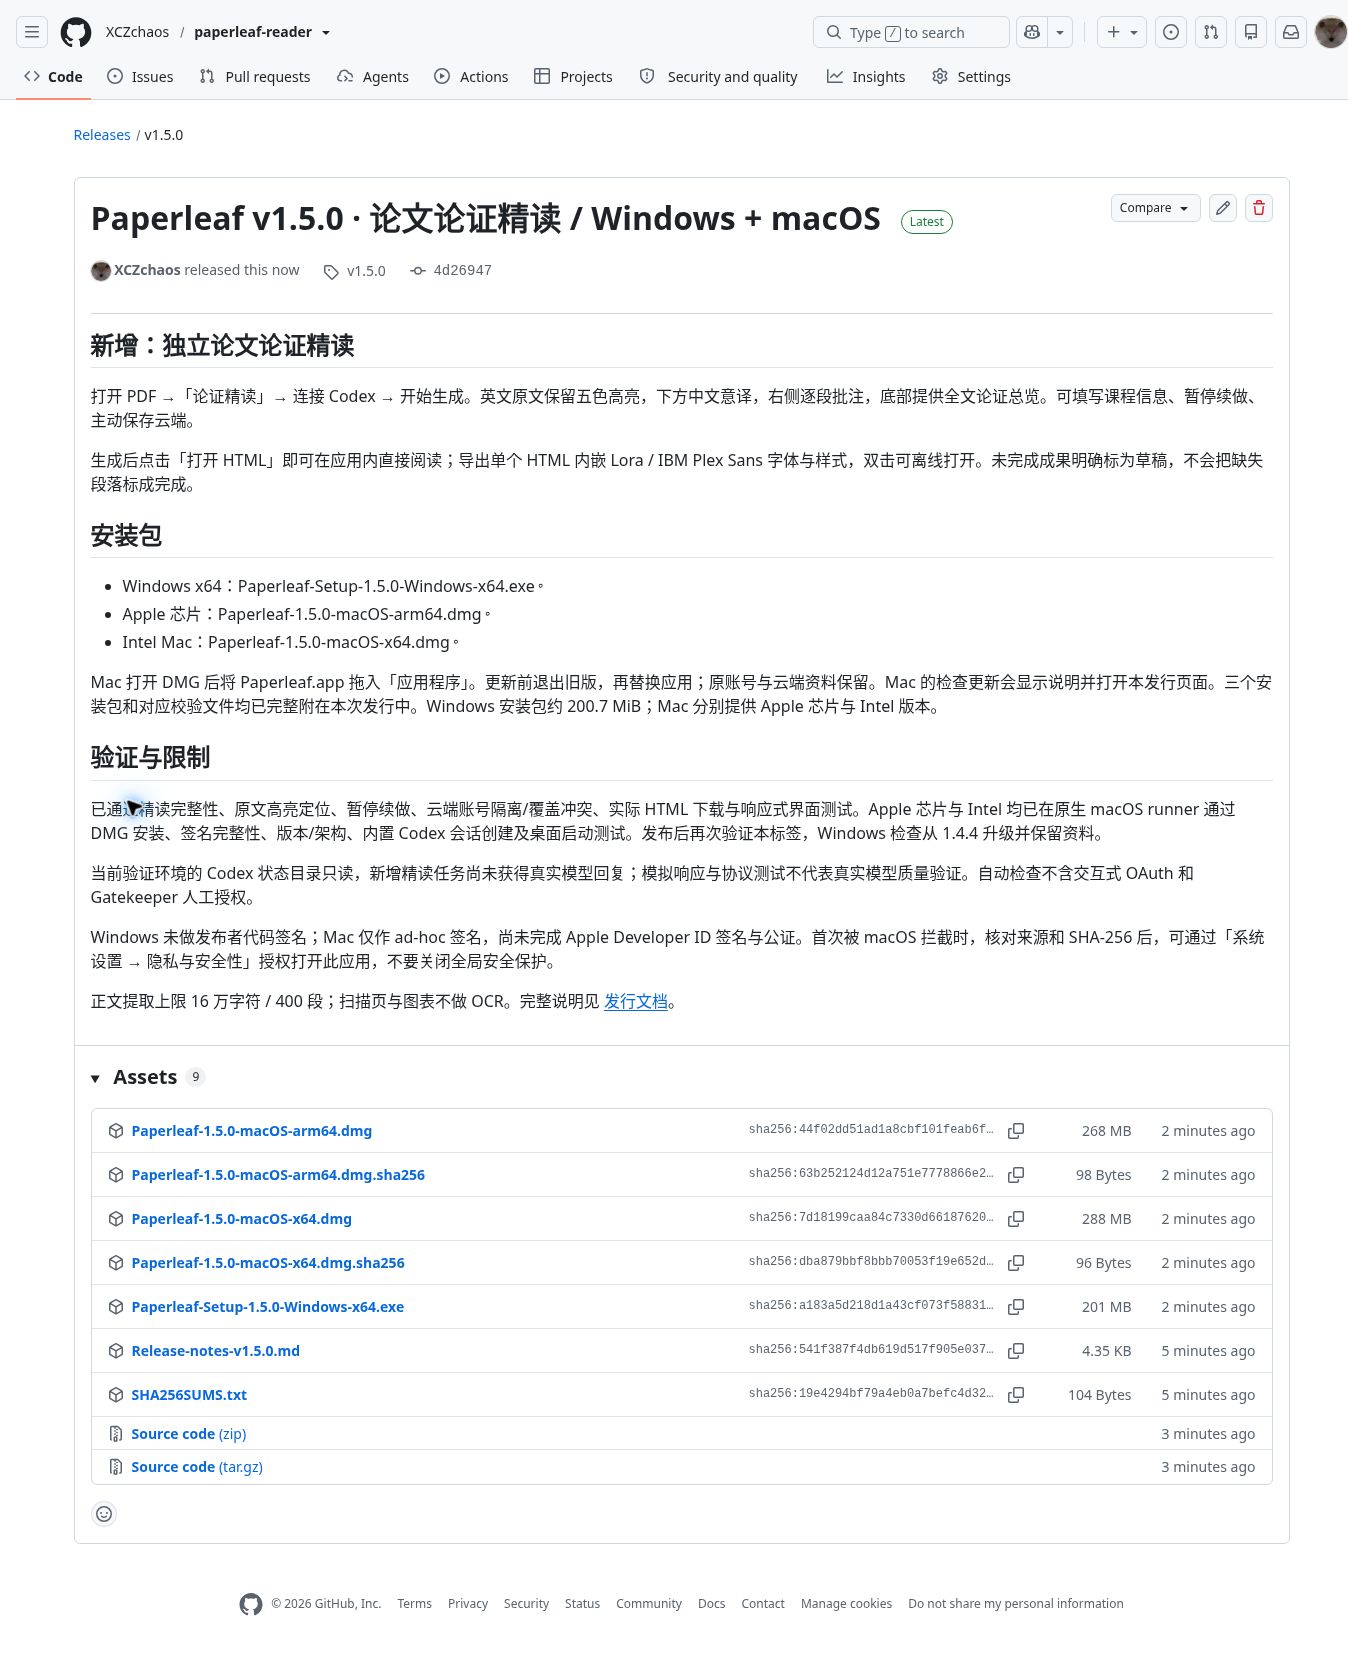 XCZchaos / paperleaf-reader
Type / to search
Code Issues Pull requests Agents Actions Projects Security and quality Insights Settings
Releases / v1.5.0
Paperleaf v1.5.0 · 论文论证精读 / Windows + macOS Latest
Compare
XCZchaos released this now v1.5.0 4d26947
新增：独立论文论证精读
打开 PDF →「论证精读」→ 连接 Codex → 开始生成。英文原文保留五色高亮，下方中文意译，右侧逐段批注，底部提供全文论证总览。可填写课程信息、暂停续做、
主动保存云端。
生成后点击「打开 HTML」即可在应用内直接阅读；导出单个 HTML 内嵌 Lora / IBM Plex Sans 字体与样式，双击可离线打开。未完成成果明确标为草稿，不会把缺失
段落标成完成。
安装包
• Windows x64：Paperleaf-Setup-1.5.0-Windows-x64.exe。
• Apple 芯片：Paperleaf-1.5.0-macOS-arm64.dmg。
• Intel Mac：Paperleaf-1.5.0-macOS-x64.dmg。
Mac 打开 DMG 后将 Paperleaf.app 拖入「应用程序」。更新前退出旧版，再替换应用；原账号与云端资料保留。Mac 的检查更新会显示说明并打开本发行页面。三个安
装包和对应校验文件均已完整附在本次发行中。Windows 安装包约 200.7 MiB；Mac 分别提供 Apple 芯片与 Intel 版本。
验证与限制
已通精读完整性、原文高亮定位、暂停续做、云端账号隔离/覆盖冲突、实际 HTML 下载与响应式界面测试。Apple 芯片与 Intel 均已在原生 macOS runner 通过
DMG 安装、签名完整性、版本/架构、内置 Codex 会话创建及桌面启动测试。发布后再次验证本标签，Windows 检查从 1.4.4 升级并保留资料。
当前验证环境的 Codex 状态目录只读，新增精读任务尚未获得真实模型回复；模拟响应与协议测试不代表真实模型质量验证。自动检查不含交互式 OAuth 和
Gatekeeper 人工授权。
Windows 未做发布者代码签名；Mac 仅作 ad-hoc 签名，尚未完成 Apple Developer ID 签名与公证。首次被 macOS 拦截时，核对来源和 SHA-256 后，可通过「系统
设置 → 隐私与安全性」授权打开此应用，不要关闭全局安全保护。
正文提取上限 16 万字符 / 400 段；扫描页与图表不做 OCR。完整说明见 发行文档。
Assets 9
Paperleaf-1.5.0-macOS-arm64.dmg sha256:44f02dd51ad1a8cbf101feab6f… 268 MB 2 minutes ago
Paperleaf-1.5.0-macOS-arm64.dmg.sha256 sha256:63b252124d12a751e7778866e2… 98 Bytes 2 minutes ago
Paperleaf-1.5.0-macOS-x64.dmg sha256:7d18199caa84c7330d66187620… 288 MB 2 minutes ago
Paperleaf-1.5.0-macOS-x64.dmg.sha256 sha256:dba879bbf8bbb70053f19e652d… 96 Bytes 2 minutes ago
Paperleaf-Setup-1.5.0-Windows-x64.exe sha256:a183a5d218d1a43cf073f58831… 201 MB 2 minutes ago
Release-notes-v1.5.0.md sha256:541f387f4db619d517f905e037… 4.35 KB 5 minutes ago
SHA256SUMS.txt sha256:19e4294bf79a4eb0a7befc4d32… 104 Bytes 5 minutes ago
Source code (zip) 3 minutes ago
Source code (tar.gz) 3 minutes ago
© 2026 GitHub, Inc. Terms Privacy Security Status Community Docs Contact Manage cookies Do not share my personal information